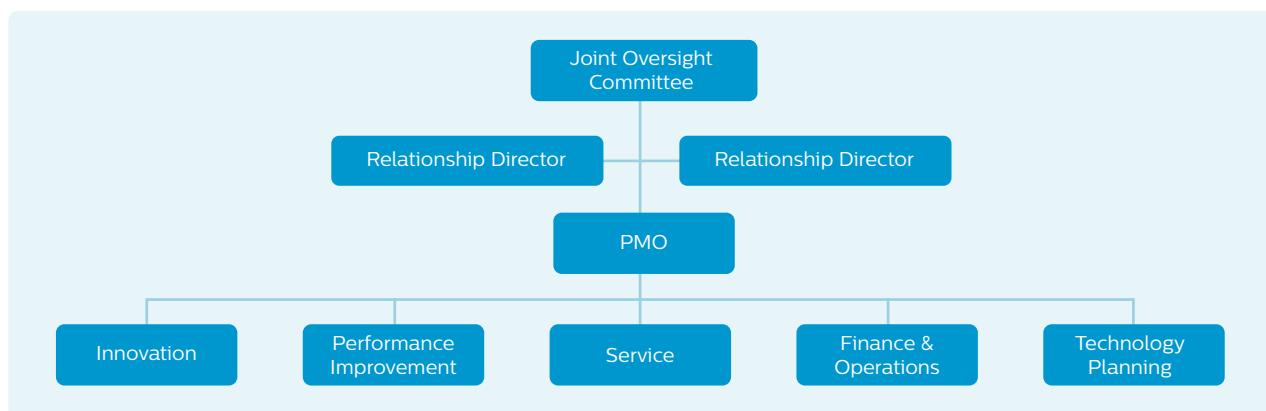 Joint Oversight
Committee
Relationship Director
Relationship Director
PMO
Innovation
Performance
Improvement
Service
Finance &
Operations
Technology
Planning